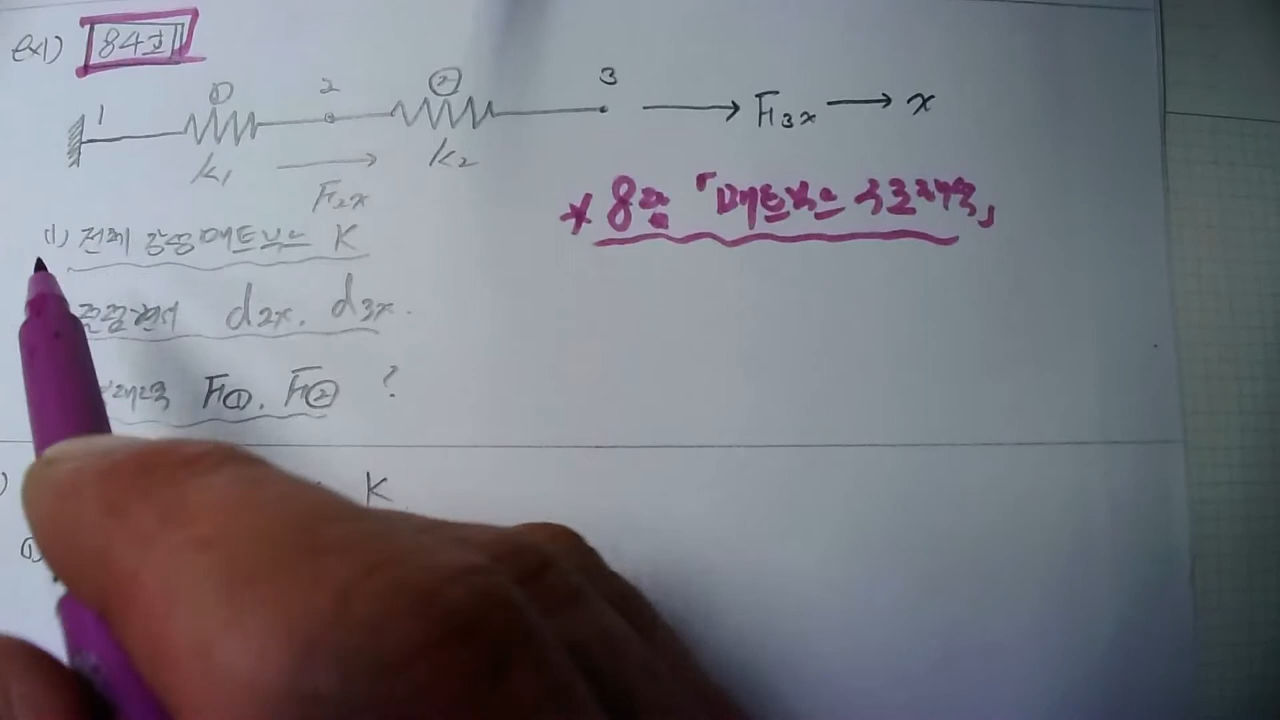 ex1) 84회
1 ① 2 ② 3
F3x x
k1 k2
F2x
* 8장 「매트릭스 구조해석」
(1) 전체 강성매트릭스 K
절점변위 d2x, d3x.
F①, F② ?
K
①